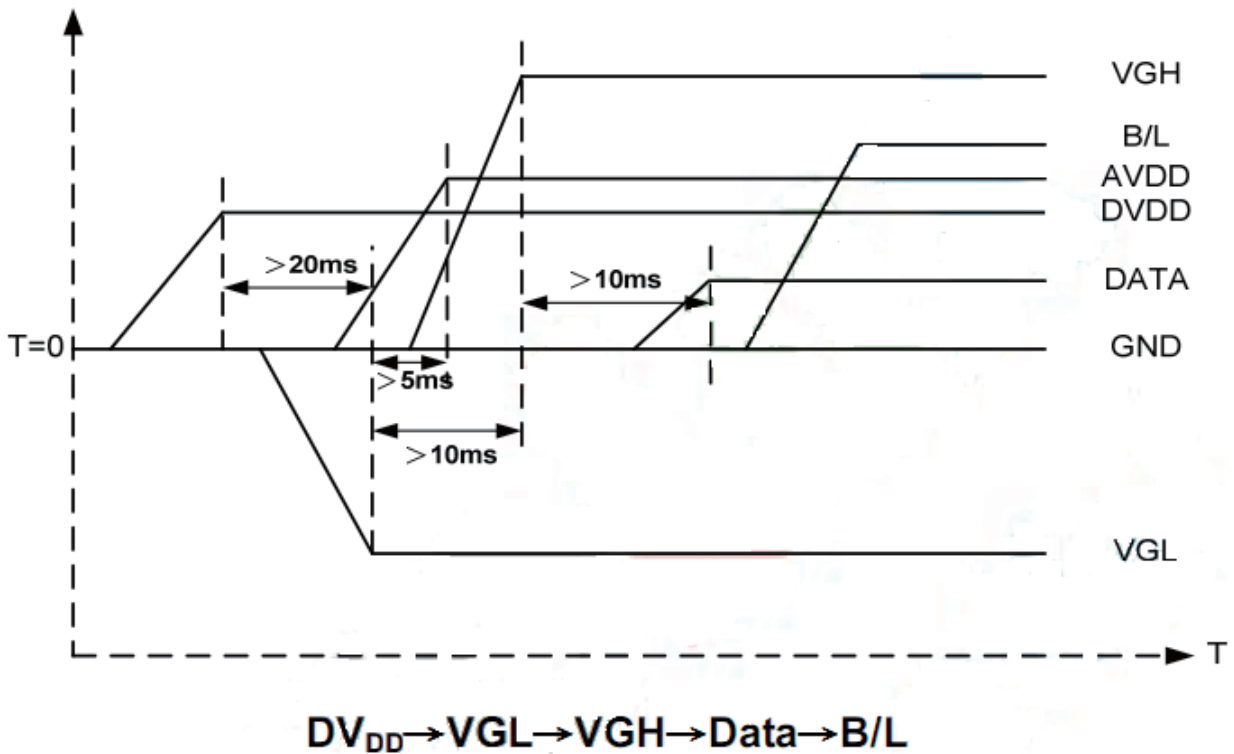 VGH
B/L
AVDD
DVDD
>20ms
>10ms
DATA
T=0
GND
>5ms
>10ms
VGL
T
DVDD→VGL→VGH→Data→B/L